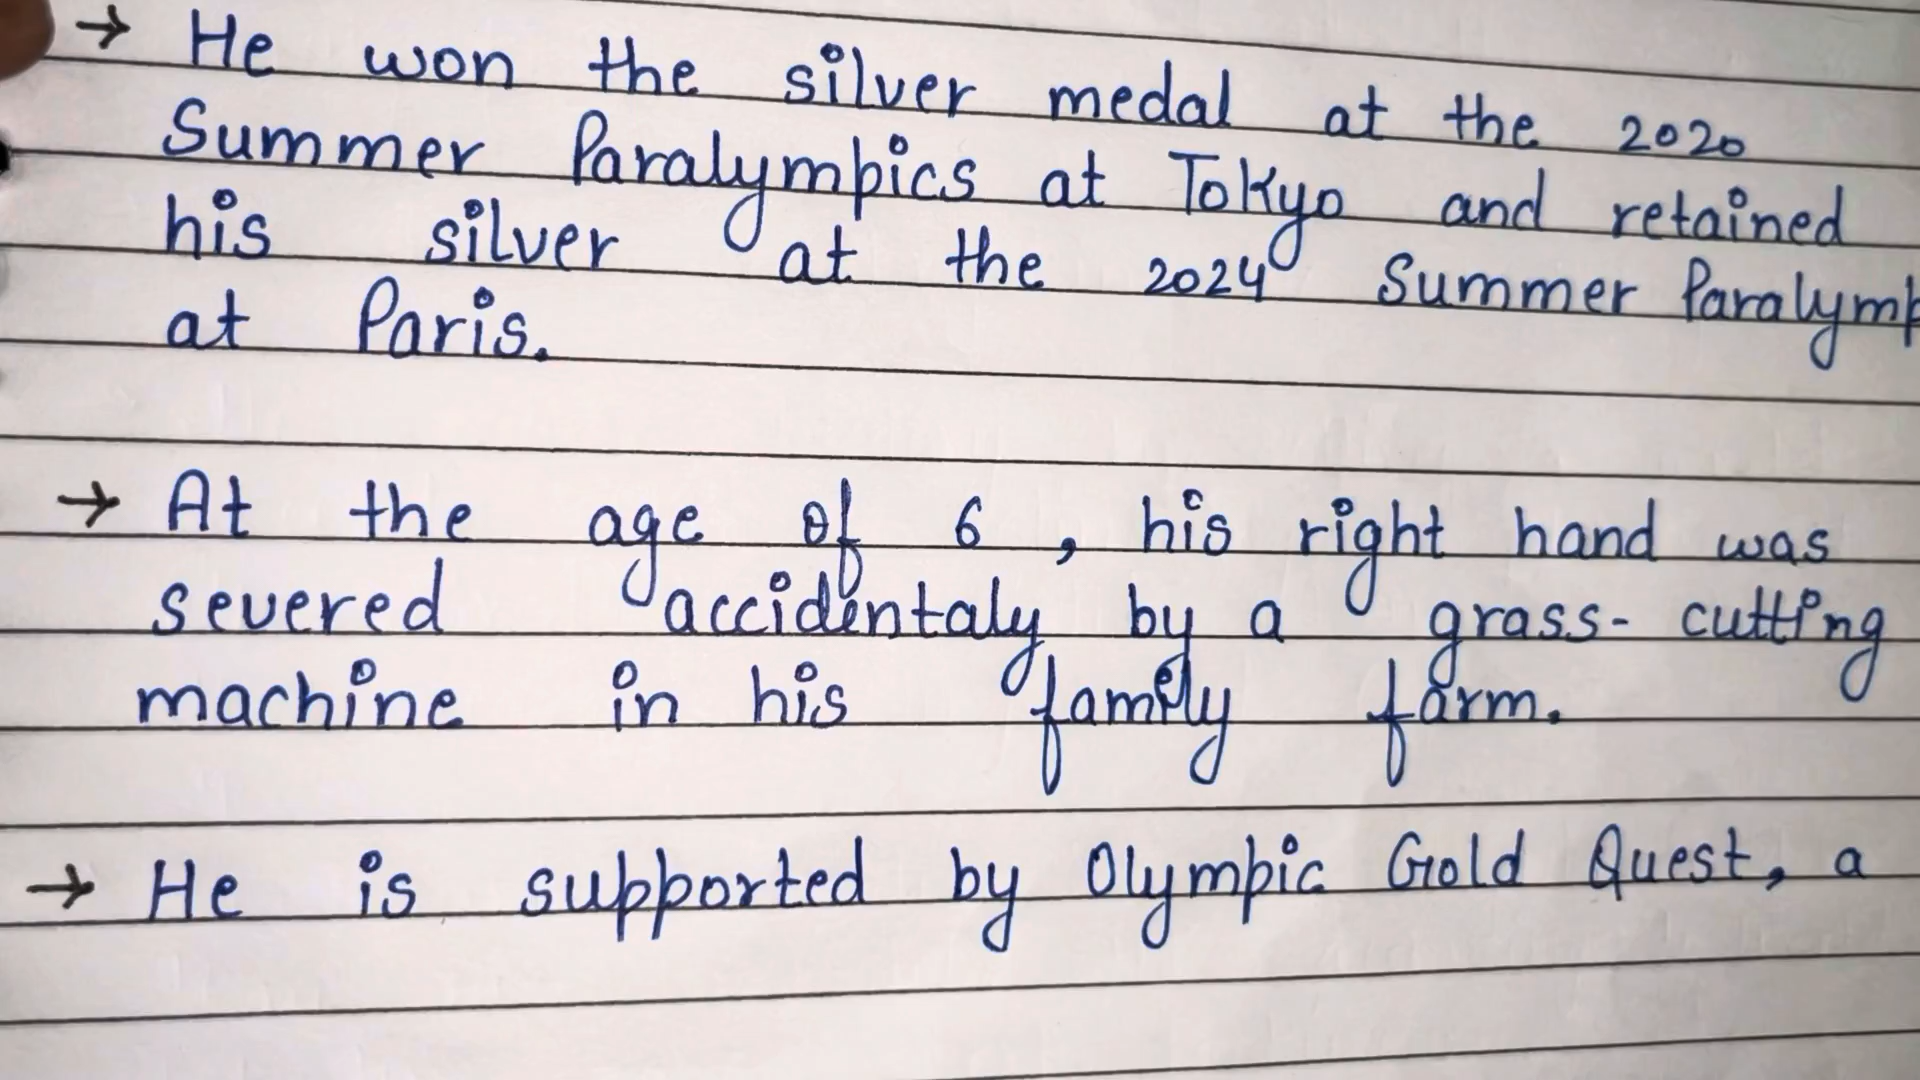 → He won the silver medal at the 2020
Summer Paralympics at Tokyo and retained
his silver at the 2024 Summer Paralymp
at Paris.
→ At the age of 6, his right hand was
severed accidentaly by a grass-cutting
machine in his family farm.
→ He is supported by Olympic Gold Quest, a